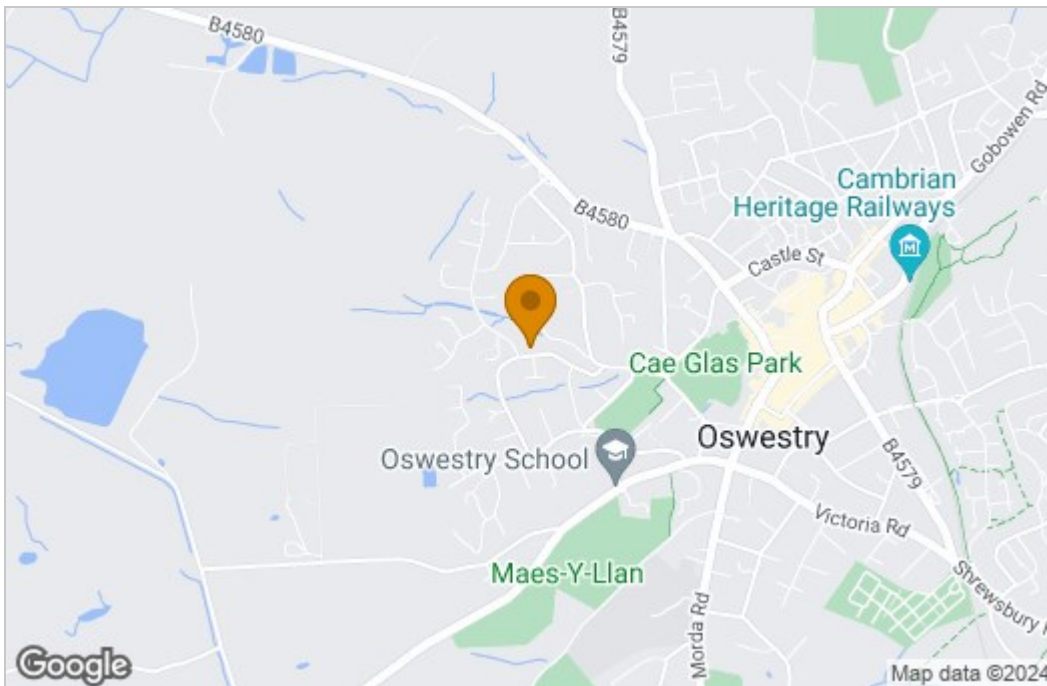 B4580
B4579
Gobowen Rd
Cambrian
Heritage Railways
B4580
Castle St
Cae Glas Park
Oswestry
Oswestry School
B4579
Victoria Rd
Maes-Y-Llan
Morda Rd
Shrewsbury
Google
Map data ©2024